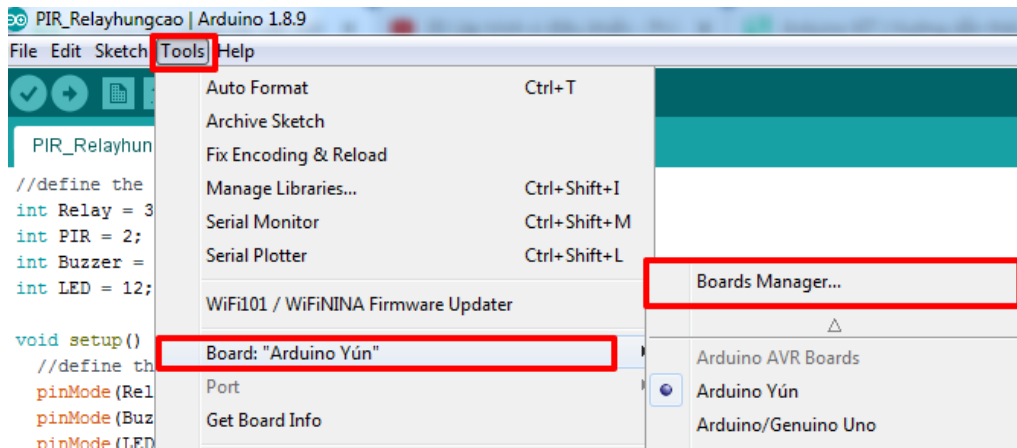 PIR_Relayhungcao | Arduino 1.8.9
File Edit Sketch Tools Help
PIR_Relayhun
//define the
int Relay = 3
int PIR = 2;
int Buzzer =
int LED = 12;
void setup()
//define th
pinMode(Rel
pinMode(Buz
pinMode(LED
Auto Format Ctrl+T
Archive Sketch
Fix Encoding & Reload
Manage Libraries... Ctrl+Shift+I
Serial Monitor Ctrl+Shift+M
Serial Plotter Ctrl+Shift+L
WiFi101 / WiFiNINA Firmware Updater
Board: "Arduino Yún"
Port
Get Board Info
Boards Manager...
Arduino AVR Boards
Arduino Yún
Arduino/Genuino Uno